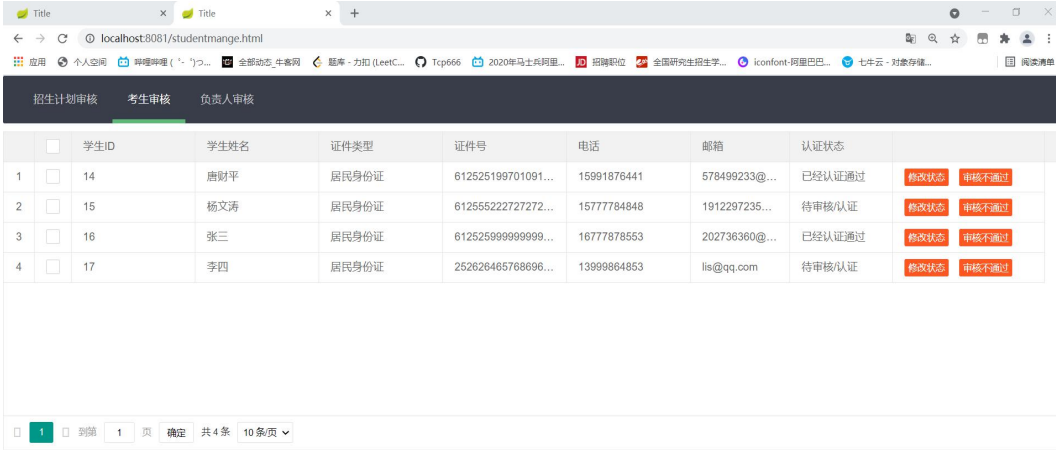 Title
Title
localhost:8081/studentmange.html
应用 个人空间 哔哩哔哩 ( ゜- ゜)つ... 全部动态_牛客网 题库 - 力扣 (LeetC... Tcp666 2020年马士兵阿里... 招聘职位 全国研究生招生学... iconfont-阿里巴巴... 七牛云 - 对象存储... 阅读清单
招生计划审核 考生审核 负责人审核
学生ID 学生姓名 证件类型 证件号 电话 邮箱 认证状态
1 14 唐财平 居民身份证 612525199701091... 15991876441 578499233@... 已经认证通过 修改状态 审核不通过
2 15 杨文涛 居民身份证 612555222727272... 15777784848 1912297235... 待审核/认证 修改状态 审核不通过
3 16 张三 居民身份证 612525999999999... 16777878553 202736360@... 已经认证通过 修改状态 审核不通过
4 17 李四 居民身份证 252626465768696... 13999864853 lis@qq.com 待审核/认证 修改状态 审核不通过
1 到第 1 页 确定 共 4 条 10 条/页